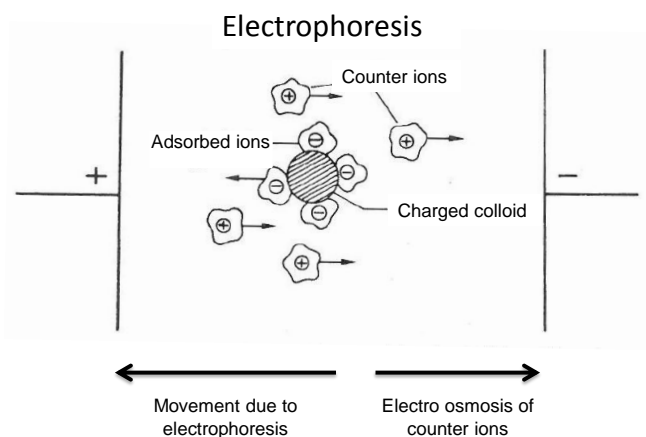 Electrophoresis
Counter ions
Adsorbed ions
+
−
Charged colloid
Movement due to
electrophoresis
Electro osmosis of
counter ions